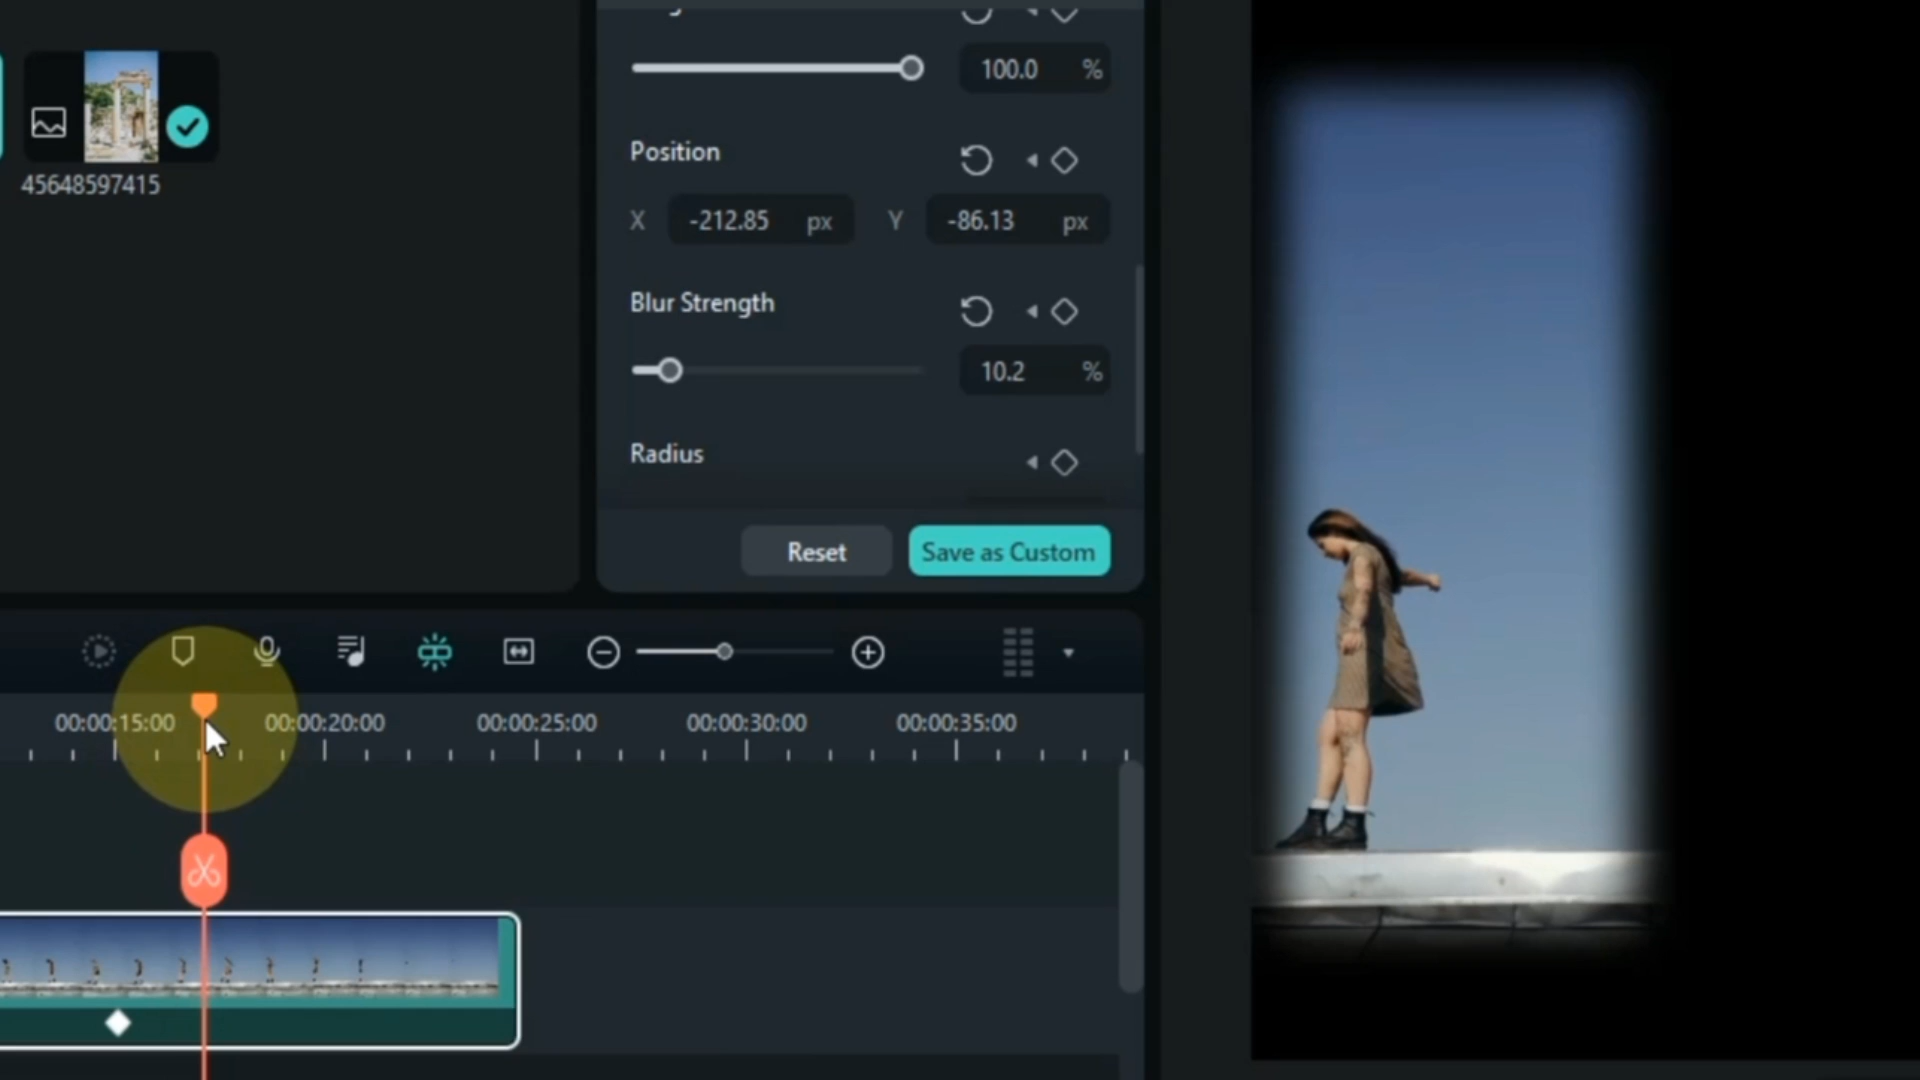 100.0 %
45648597415
Position
X -212.85 px Y -86.13 px
Blur Strength
10.2 %
Radius
Reset Save as Custom
00:00:15:00 00:00:20:00 00:00:25:00 00:00:30:00 00:00:35:00